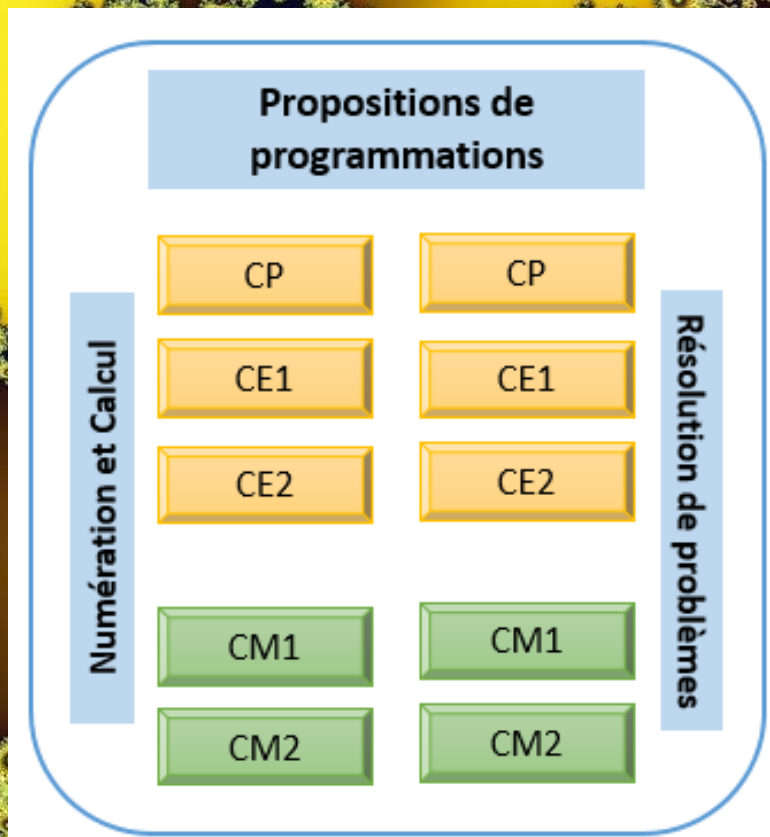 Propositions de
programmations
Numération et Calcul
CP
CE1
CE2
CM1
CM2
CP
CE1
CE2
CM1
CM2
Résolution de problèmes